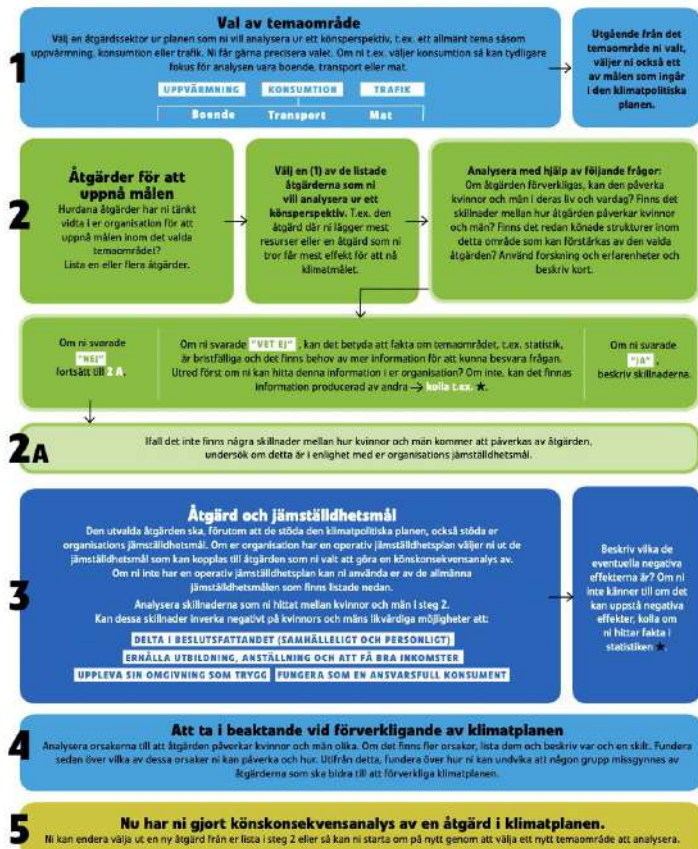 1
Val av temaområde
Välj en åtgärdssektor ur planen som ni vill analysera ur ett könsperspektiv, t.ex. ett allmänt tema såsom
uppvärmning, konsumtion eller trafik. Ni får gärna precisera valet. Om ni t.ex. väljer konsumtion så kan tydligare
fokus för analysen vara boende, transport eller mat.
UPPVÄRMNING KONSUMTION TRAFIK
Boende Transport Mat
Utgående från det
temaområde ni valt,
väljer ni också ett
av målen som ingår
i den klimatpolitiska
planen.
2
Åtgärder för att
uppnå målen
Hurdana åtgärder har ni tänkt
vidta i er organisation för att
uppnå målen inom det valda
temaområdet?
Lista en eller flera åtgärder.
Välj en (1) av de listade
åtgärderna som ni
vill analysera ur ett
könsperspektiv. T.ex. den
åtgärd där ni lägger mest
resurser eller en åtgärd som ni
tror får mest effekt för att nå
klimatmålet.
Analysera med hjälp av följande frågor:
Om åtgärden förverkligas, kan den påverka
kvinnor och män i deras liv och vardag? Finns det
skillnader mellan hur åtgärden påverkar kvinnor
och män? Finns det redan könade strukturer inom
detta område som kan förstärkas av den valda
åtgärden? Använd forskning och erfarenheter och
beskriv kort.
Om ni svarade
"NEJ"
fortsätt till 2 A.
Om ni svarade "VET EJ", kan det betyda att fakta om temaområdet, t.ex. statistik,
är bristfälliga och det finns behov av mer information för att kunna besvara frågan.
Utred först om ni kan hitta denna information i er organisation? Om inte, kan det finnas
information producerad av andra → kolla t.ex. ★.
Om ni svarade
"JA",
beskriv skillnaderna.
2A
Ifall det inte finns några skillnader mellan hur kvinnor och män kommer att påverkas av åtgärden,
undersök om detta är i enlighet med er organisations jämställdhetsmål.
3
Åtgärd och jämställdhetsmål
Den utvalda åtgärden ska, förutom att de stöda den klimatpolitiska planen, också stöda er
organisations jämställdhetsmål. Om er organisation har en operativ jämställdhetsplan väljer ni ut de
jämställdhetsmål som kan kopplas till åtgärden som ni valt att göra en könskonsekvensanalys av.
Om ni inte har en operativ jämställdhetsplan kan ni använda er av de allmänna
jämställdhetsmålen som finns listade nedan.
Analysera skillnaderna som ni hittat mellan kvinnor och män i steg 2.
Kan dessa skillnader inverka negativt på kvinnors och mäns likvärdiga möjligheter att:
DELTA I BESLUTSFATTANDET (SAMHÄLLELIGT OCH PERSONLIGT)
ERHÅLLA UTBILDNING, ANSTÄLLNING OCH ATT FÅ BRA INKOMSTER
UPPLEVA SIN OMGIVNING SOM TRYGG FUNGERA SOM EN ANSVARSFULL KONSUMENT
Beskriv vilka de
eventuella negativa
effekterna är? Om ni
inte känner till om det
kan uppstå negativa
effekter, kolla om
ni hittar fakta i
statistiken ★.
4
Att ta i beaktande vid förverkligande av klimatplanen
Analysera orsakerna till att åtgärden påverkar kvinnor och män olika. Om det finns fler orsaker, lista dem och beskriv var och en skilt. Fundera
sedan över vilka av dessa orsaker ni kan påverka och hur. Utifrån detta, fundera över hur ni kan undvika att någon grupp missgynnas av
åtgärderna som ska bidra till att förverkliga klimatplanen.
5
Nu har ni gjort könskonsekvensanalys av en åtgärd i klimatplanen.
Ni kan endera välja ut en ny åtgärd från er lista i steg 2 eller så kan ni starta om på nytt genom att välja ett nytt temaområde att analysera.